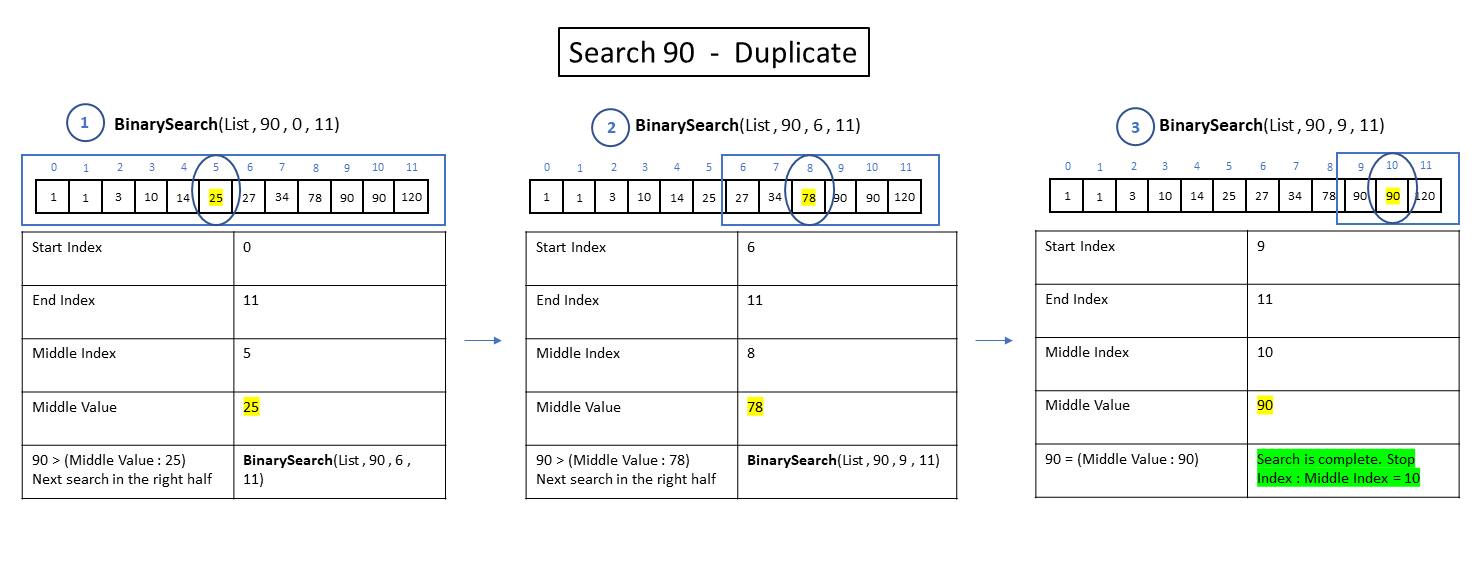 Search 90 - Duplicate
1 BinarySearch(List , 90 , 0 , 11)
0 1 2 3 4 5 6 7 8 9 10 11
1 1 3 10 14 25 27 34 78 90 90 120
Start Index 0
End Index 11
Middle Index 5
Middle Value 25
90 > (Middle Value : 25) BinarySearch(List , 90 , 6 ,
Next search in the right half 11)
2 BinarySearch(List , 90 , 6 , 11)
0 1 2 3 4 5 6 7 8 9 10 11
1 1 3 10 14 25 27 34 78 90 90 120
Start Index 6
End Index 11
Middle Index 8
Middle Value 78
90 > (Middle Value : 78) BinarySearch(List , 90 , 9 , 11)
Next search in the right half
3 BinarySearch(List , 90 , 9 , 11)
0 1 2 3 4 5 6 7 8 9 10 11
1 1 3 10 14 25 27 34 78 90 90 120
Start Index 9
End Index 11
Middle Index 10
Middle Value 90
90 = (Middle Value : 90) Search is complete. Stop
Index : Middle Index = 10